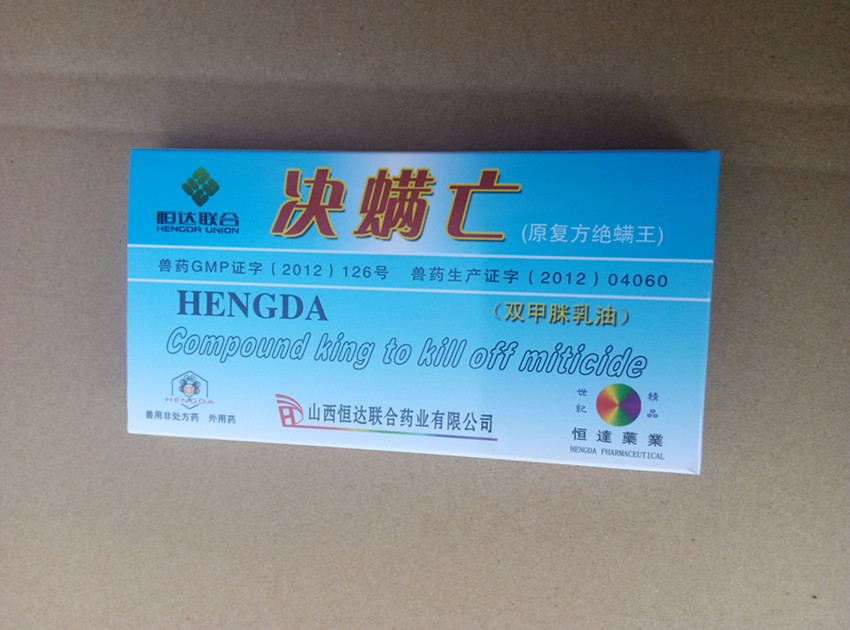 恒达联合
HENGDA UNION
决螨亡
(原复方绝螨王)
兽药GMP证字（2012）126号 兽药生产证字（2012）04060
HENGDA
（双甲脒乳油）
Compound king to kill off miticide
HENGDA
兽用非处方药 外用药
山西恒达联合药业有限公司
世纪
精品
恒達藥業
HENGDA PHARMACEUTICAL